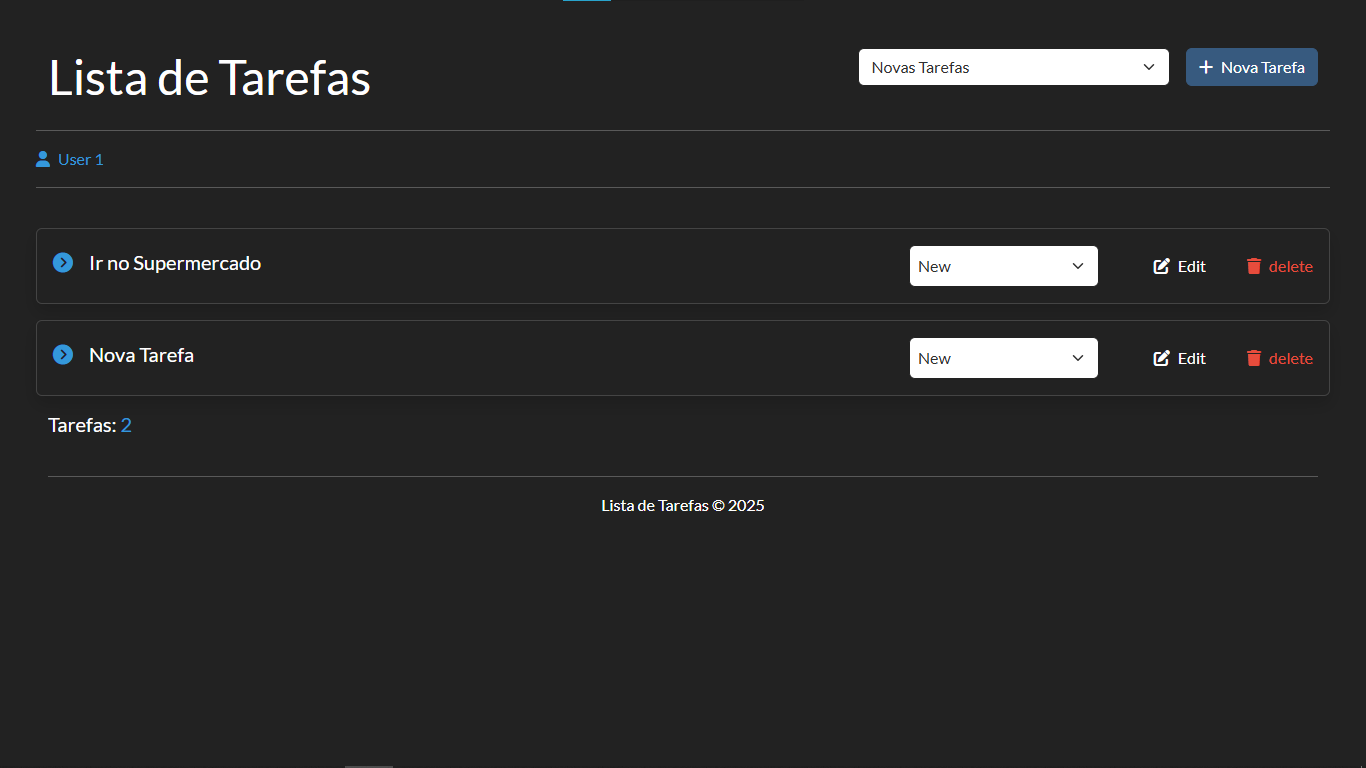 Lista de Tarefas
Novas Tarefas
Nova Tarefa
User 1
Ir no Supermercado
New
Edit
delete
Nova Tarefa
New
Edit
delete
Tarefas: 2
Lista de Tarefas © 2025